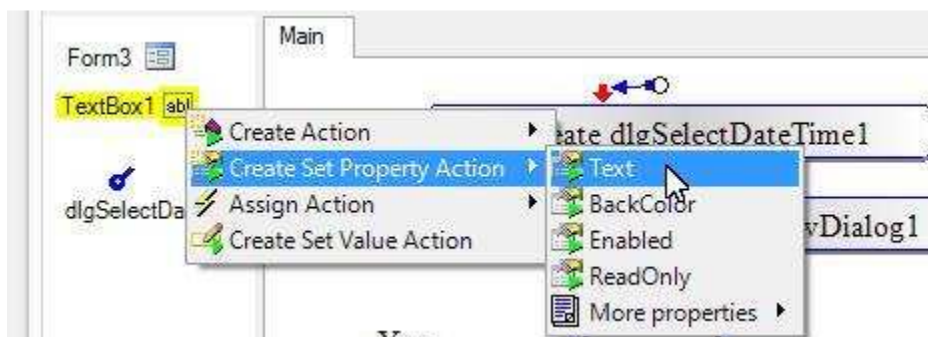 Main
Form3
TextBox1 abl
Create Action
eate dlgSelectDateTime1
Create Set Property Action
Text
dlgSelectDa
Assign Action
BackColor
vDialog1
Create Set Value Action
Enabled
ReadOnly
More properties